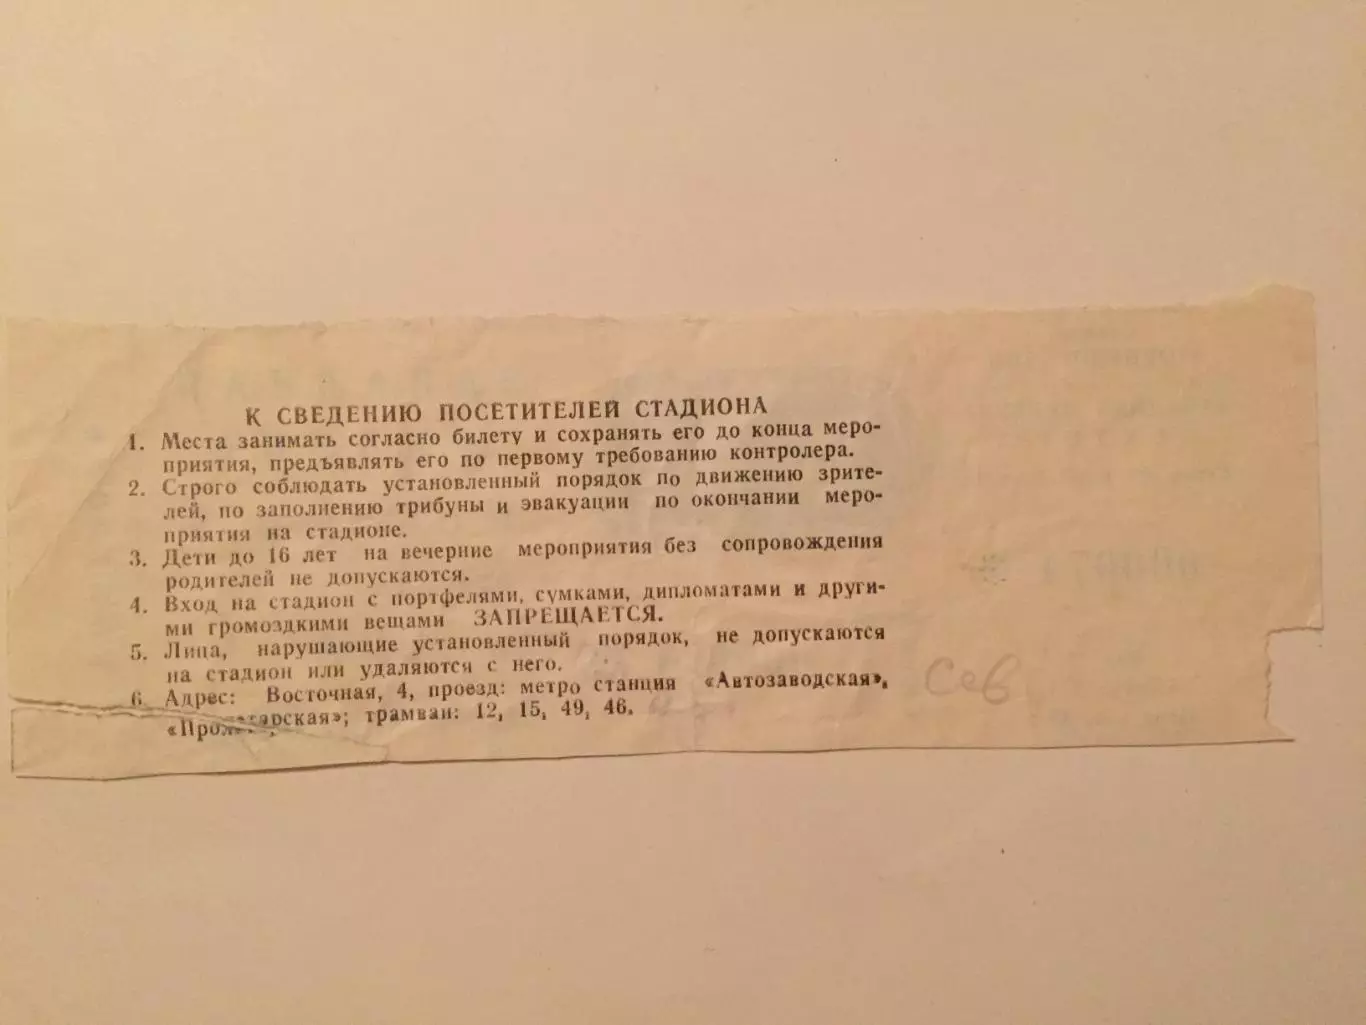 К СВЕДЕНИЮ ПОСЕТИТЕЛЕЙ СТАДИОНА
1. Места занимать согласно билету и сохранять его до конца меро-
приятия, предъявлять его по первому требованию контролера.
2. Строго соблюдать установленный порядок по движению зрите-
лей, по заполнению трибуны и эвакуации по окончании меро-
приятия на стадионе.
3. Дети до 16 лет на вечерние мероприятия без сопровождения
родителей не допускаются.
4. Вход на стадион с портфелями, сумками, дипломатами и други-
ми громоздкими вещами ЗАПРЕЩАЕТСЯ.
5. Лица, нарушающие установленный порядок, не допускаются
на стадион или удаляются с него.
6. Адрес: Восточная, 4, проезд: метро станция «Автозаводская»,
«Пролетарская»; трамваи: 12, 15, 49, 46.
Сев